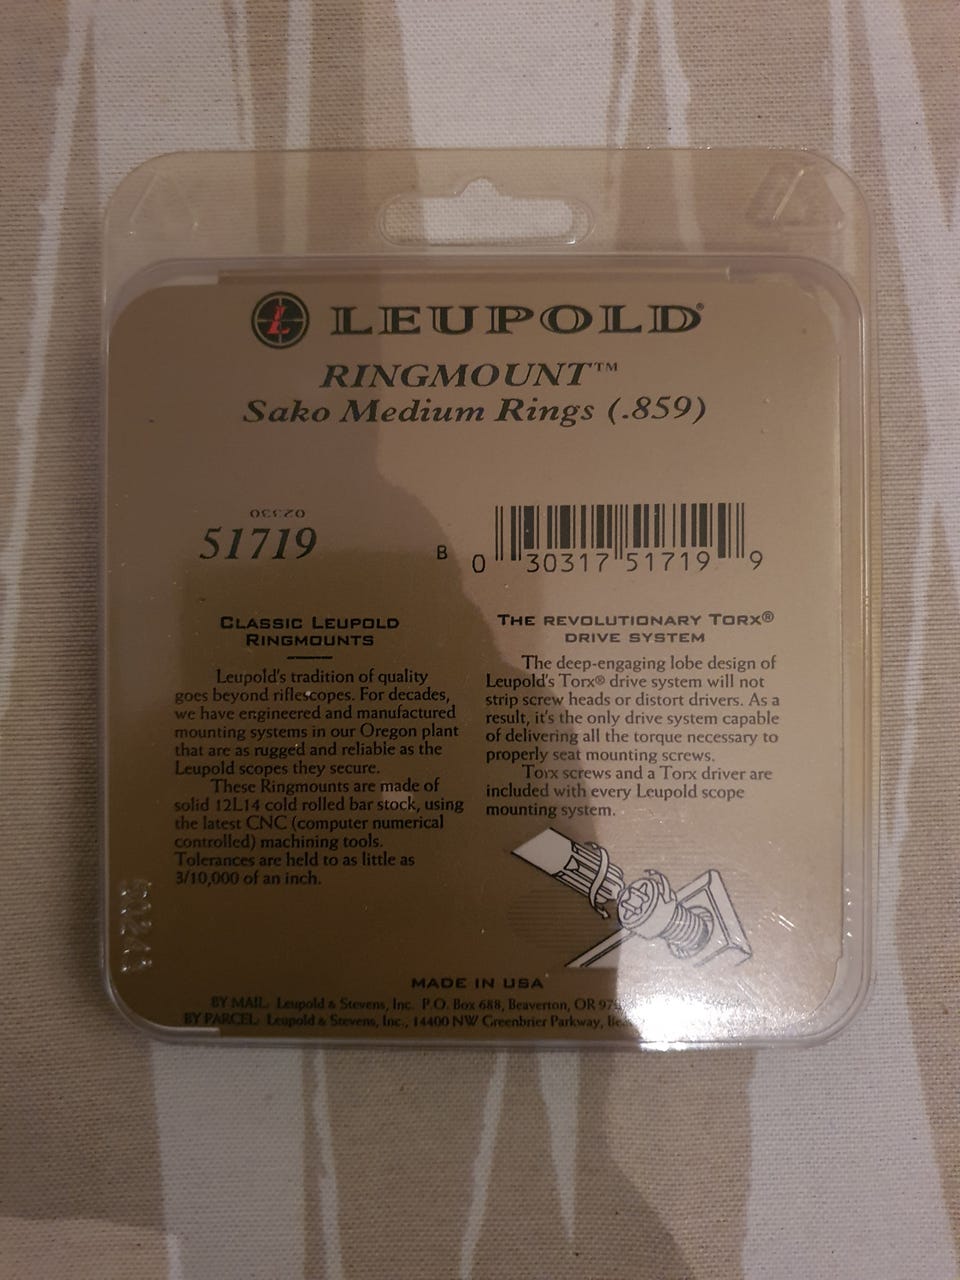 L LEUPOLD®
RINGMOUNT™
Sako Medium Rings (.859)
02330
51719
B 0 30317 51719 9
CLASSIC LEUPOLD
RINGMOUNTS
Leupold's tradition of quality
goes beyond riflescopes. For decades,
we have engineered and manufactured
mounting systems in our Oregon plant
that are as rugged and reliable as the
Leupold scopes they secure.
These Ringmounts are made of
solid 12L14 cold rolled bar stock, using
the latest CNC (computer numerical
controlled) machining tools.
Tolerances are held to as little as
3/10,000 of an inch.
THE REVOLUTIONARY TORX®
DRIVE SYSTEM
The deep-engaging lobe design of
Leupold's Torx® drive system will not
strip screw heads or distort drivers. As a
result, it's the only drive system capable
of delivering all the torque necessary to
properly seat mounting screws.
Torx screws and a Torx driver are
included with every Leupold scope
mounting system.
MADE IN USA
BY MAIL: Leupold & Stevens, Inc. P.O. Box 688, Beaverton, OR
BY PARCEL: Leupold & Stevens, Inc., 14400 NW Greenbrier Parkway,